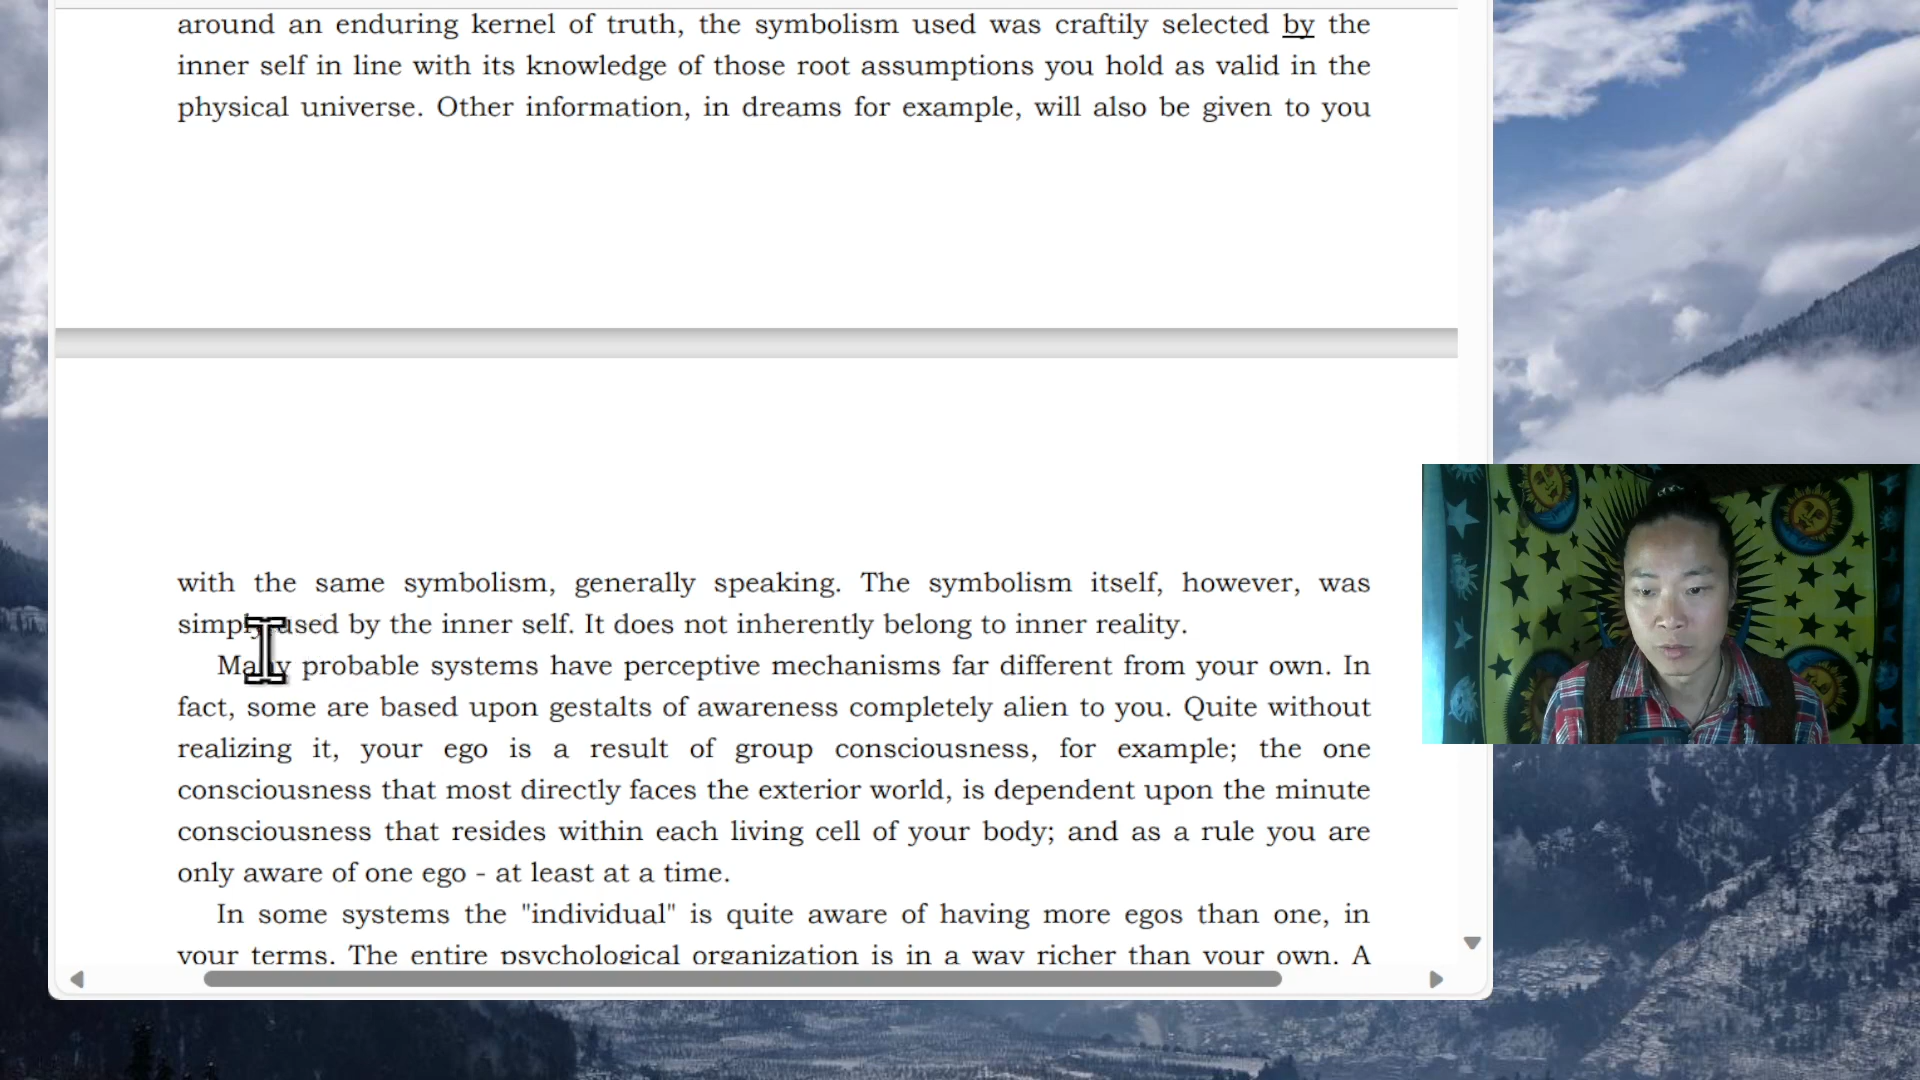 around an enduring kernel of truth, the symbolism used was craftily selected by the
inner self in line with its knowledge of those root assumptions you hold as valid in the
physical universe. Other information, in dreams for example, will also be given to you
with the same symbolism, generally speaking. The symbolism itself, however, was
simply used by the inner self. It does not inherently belong to inner reality.
Many probable systems have perceptive mechanisms far different from your own. In
fact, some are based upon gestalts of awareness completely alien to you. Quite without
realizing it, your ego is a result of group consciousness, for example; the one
consciousness that most directly faces the exterior world, is dependent upon the minute
consciousness that resides within each living cell of your body; and as a rule you are
only aware of one ego - at least at a time.
In some systems the "individual" is quite aware of having more egos than one, in
your terms. The entire psychological organization is in a way richer than your own. A